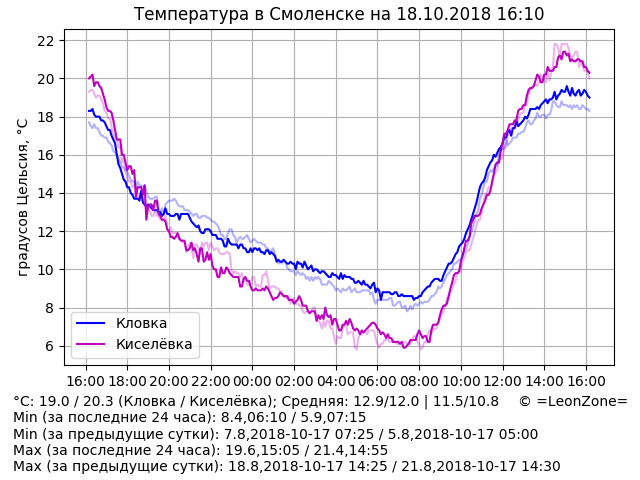 Температура в Смоленске на 18.10.2018 16:10
градусов Цельсия, °C
22
20
18
16
14
12
10
8
6
Кловка
Киселёвка
16:00 18:00 20:00 22:00 00:00 02:00 04:00 06:00 08:00 10:00 12:00 14:00 16:00
°C: 19.0 / 20.3 (Кловка / Киселёвка); Средняя: 12.9/12.0 | 11.5/10.8 © =LeonZone=
Min (за последние 24 часа): 8.4,06:10 / 5.9,07:15
Min (за предыдущие сутки): 7.8,2018-10-17 07:25 / 5.8,2018-10-17 05:00
Max (за последние 24 часа): 19.6,15:05 / 21.4,14:55
Max (за предыдущие сутки): 18.8,2018-10-17 14:25 / 21.8,2018-10-17 14:30